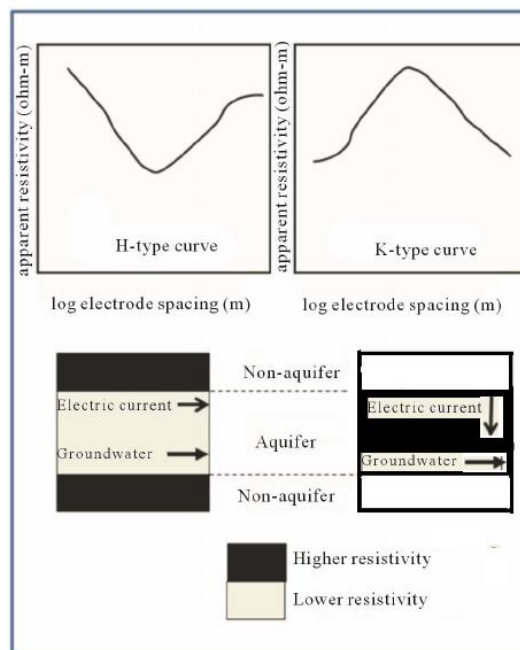 apparent resistivity (ohm-m)
H-type curve
log electrode spacing (m)
apparent resistivity (ohm-m)
K-type curve
log electrode spacing (m)
Non-aquifer
Electric current
Aquifer
Groundwater
Non-aquifer
Electric current
Groundwater
Higher resistivity
Lower resistivity